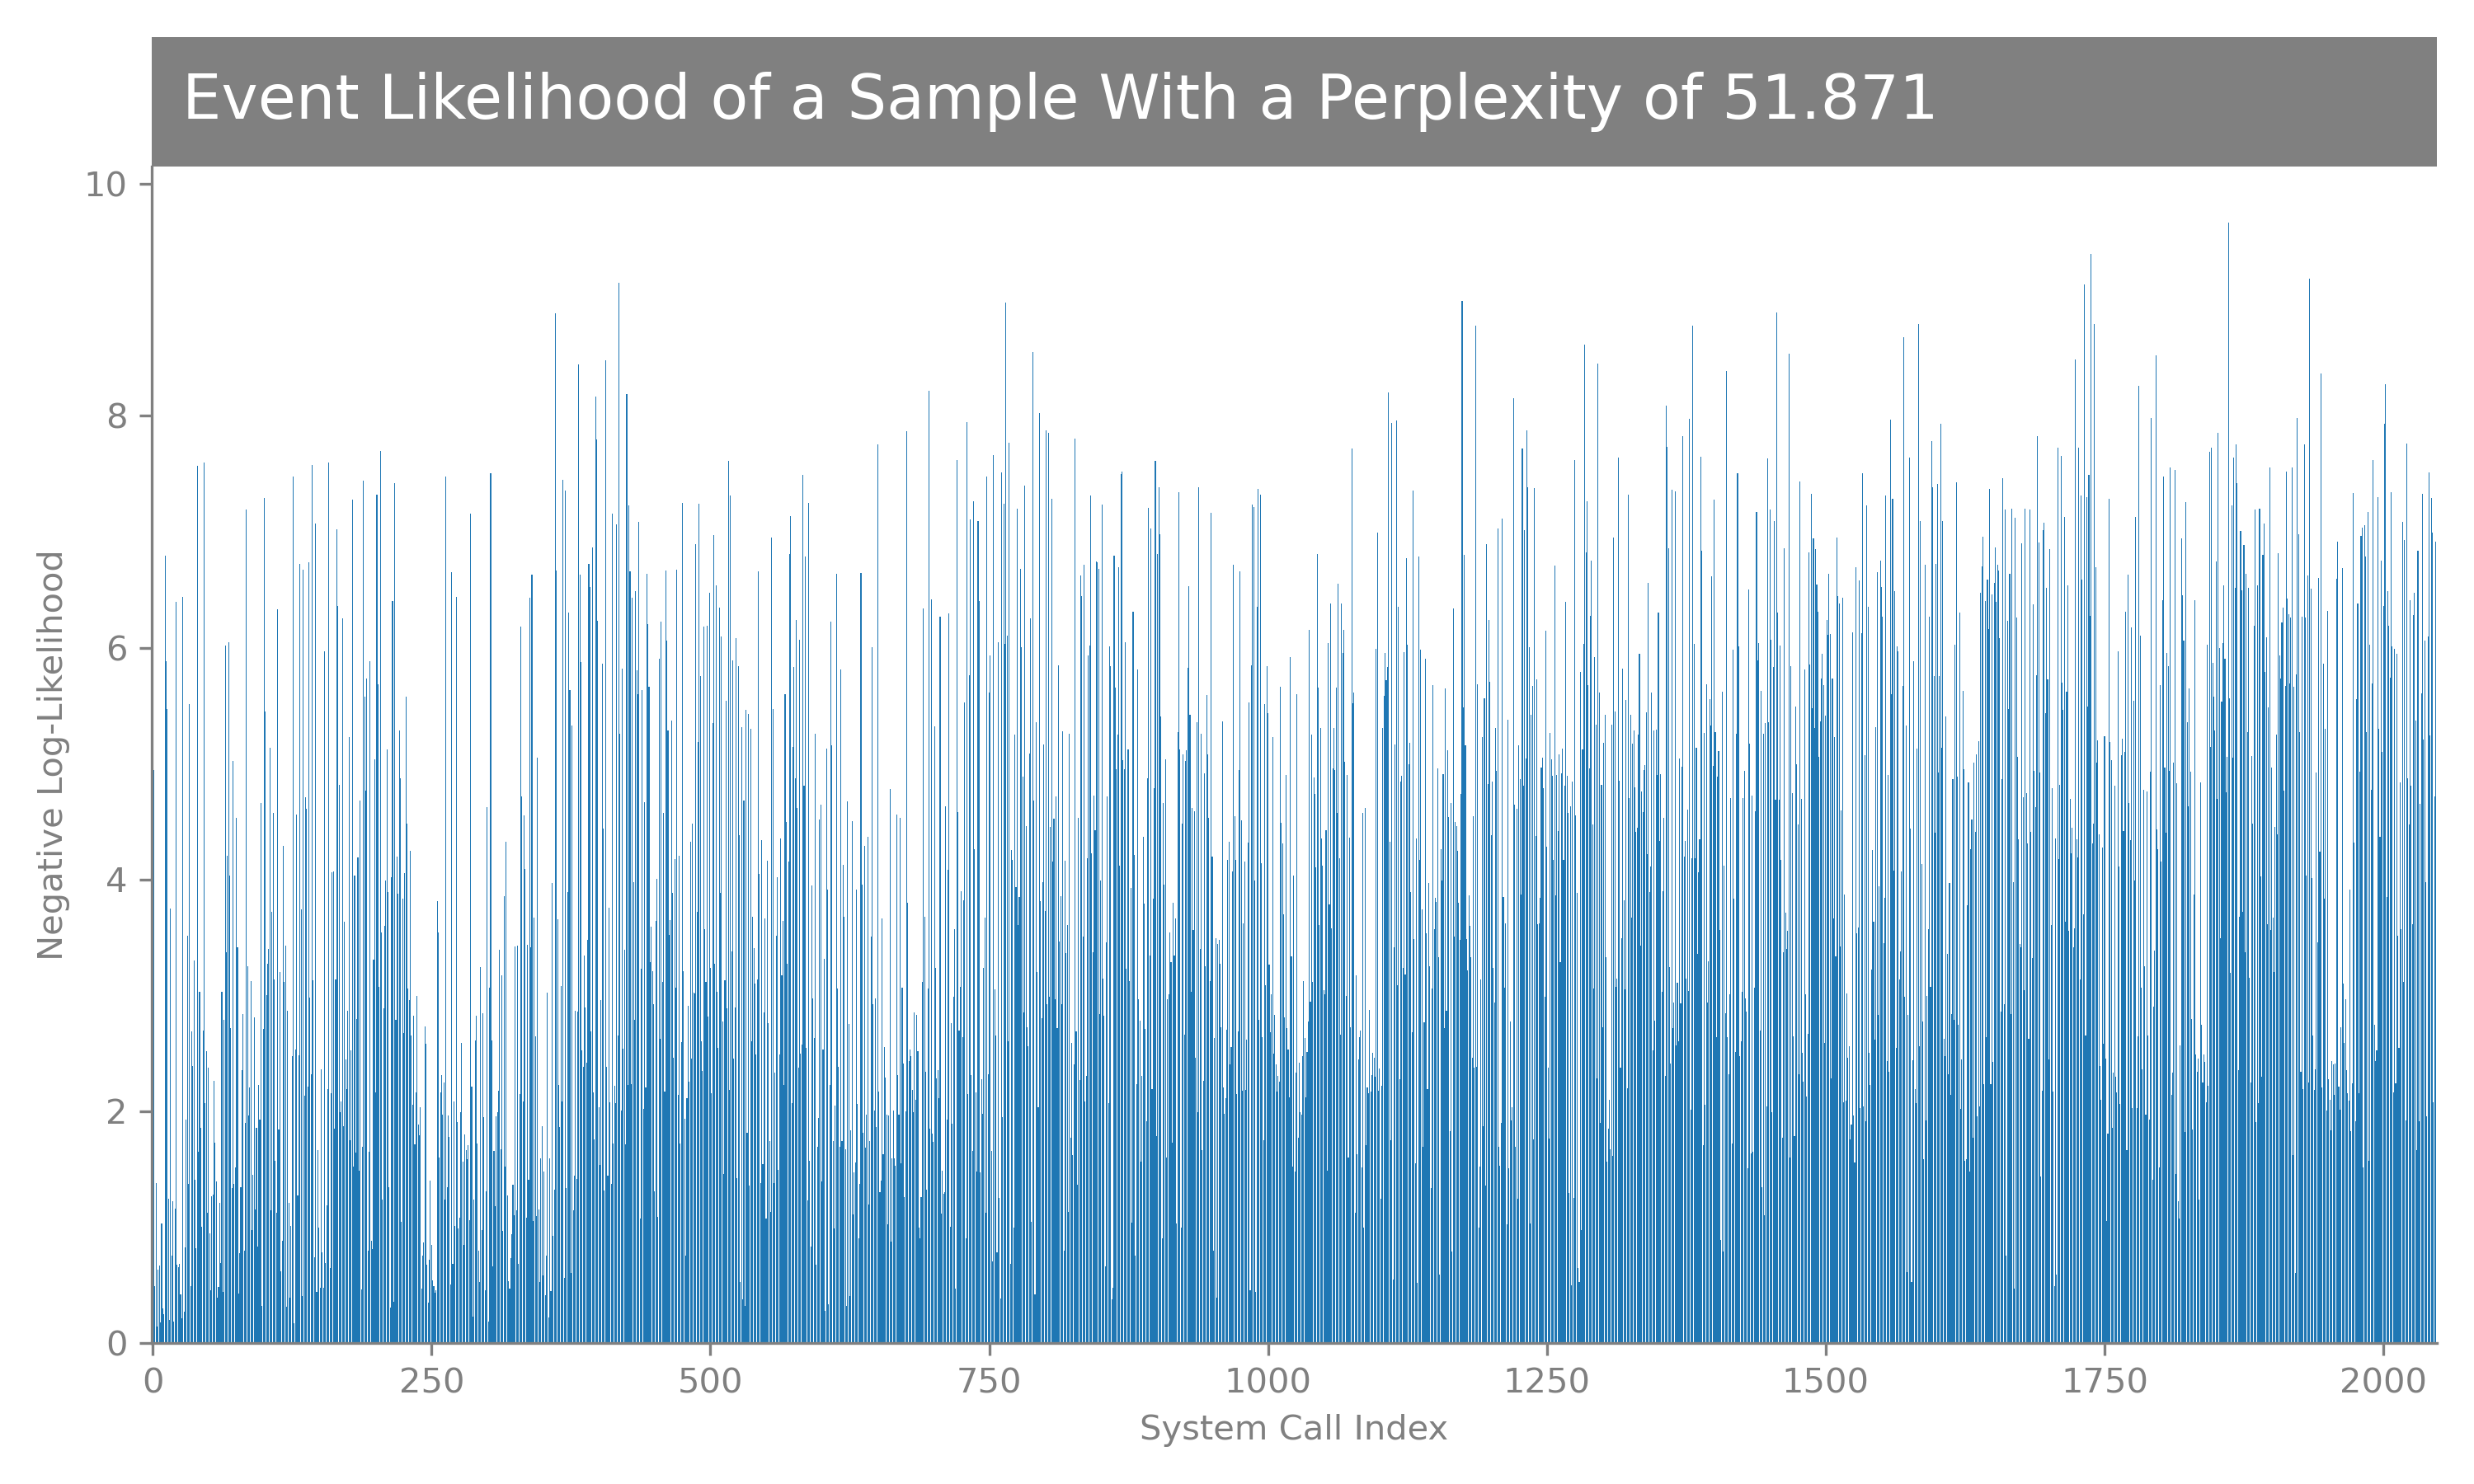 Event Likelihood of a Sample With a Perplexity of 51.871
10
8
6
4
2
0
Negative Log-Likelihood
0 250 500 750 1000 1250 1500 1750 2000
System Call Index